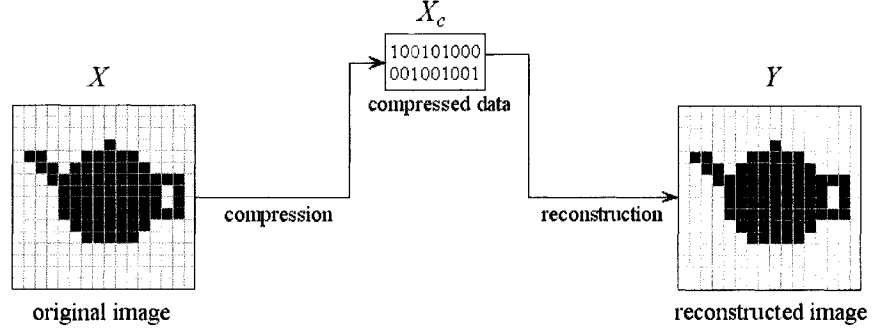 X_c
100101000
001001001
compressed data
X
Y
compression
reconstruction
original image
reconstructed image